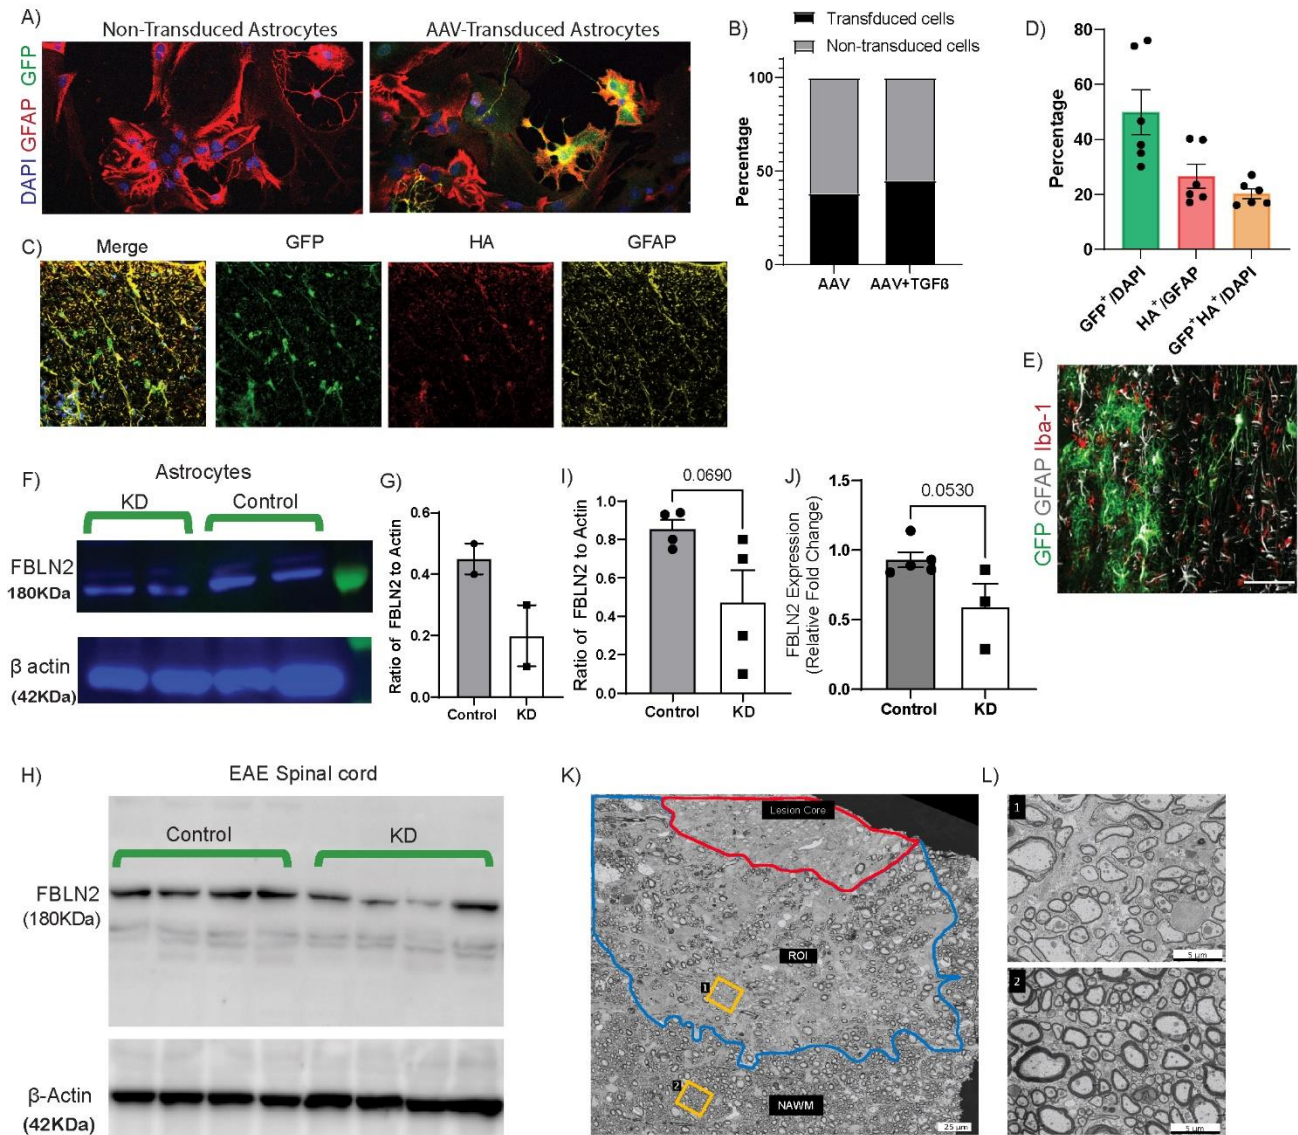 A)
Non-Transduced Astrocytes
AAV-Transduced Astrocytes
DAPI GFAP GFP
B)
Transfduced cells
Non-transduced cells
Percentage
100
50
0
AAV
AAV+TGFß
C)
Merge
GFP
HA
GFAP
D)
Percentage
80
60
40
20
0
GFP+/DAPI
HA+/GFAP
GFP+HA+/DAPI
E)
GFP GFAP Iba-1
F)
Astrocytes
KD
Control
FBLN2
180KDa
β actin
(42KDa)
G)
Ratio of FBLN2 to Actin
0.6
0.4
0.2
0.0
Control
KD
I)
0.0690
Ratio of FBLN2 to Actin
1.0
0.8
0.6
0.4
0.2
0.0
Control
KD
J)
0.0530
FBLN2 Expression
(Relative Fold Change)
1.5
1.0
0.5
0.0
Control
KD
H)
EAE Spinal cord
Control
KD
FBLN2
(180KDa)
β-Actin
(42KDa)
K)
Lesion Core
ROI
1
2
NAWM
25 µm
L)
1
5 µm
2
5 µm